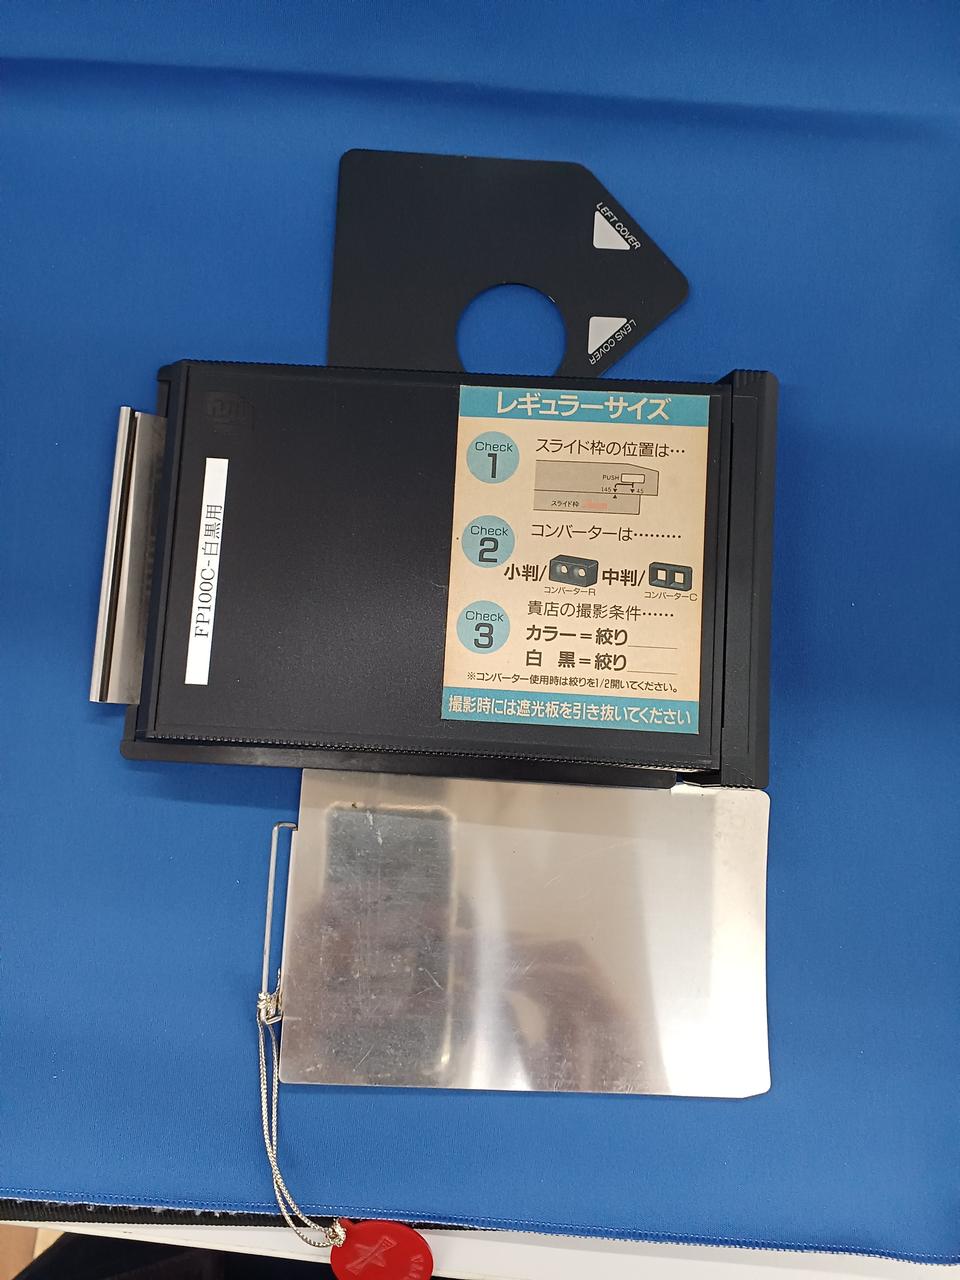 LEFT COVER
LENS COVER
レギュラーサイズ
Check
1
スライド枠の位置は…
PUSH
145
45
スライド枠
Check
2
コンバーターは………
小判/
コンバーターR
中判/
コンバーターC
Check
3
貴店の撮影条件……
カラー=絞り
白 黒=絞り
※コンバーター使用時は絞りを1/2開いてください。
撮影時には遮光板を引き抜いてください
FP100C-白黒用